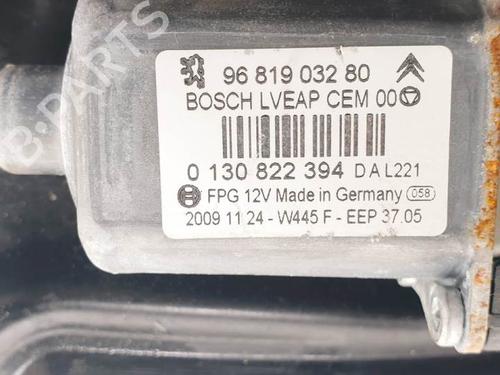 B-PARTS
96 819 032 80
BOSCH LVEAP CEM 00
0 130 822 394 D A L221
FPG 12V Made in Germany 058
2009 11 24 - W445 F - EEP 37.05